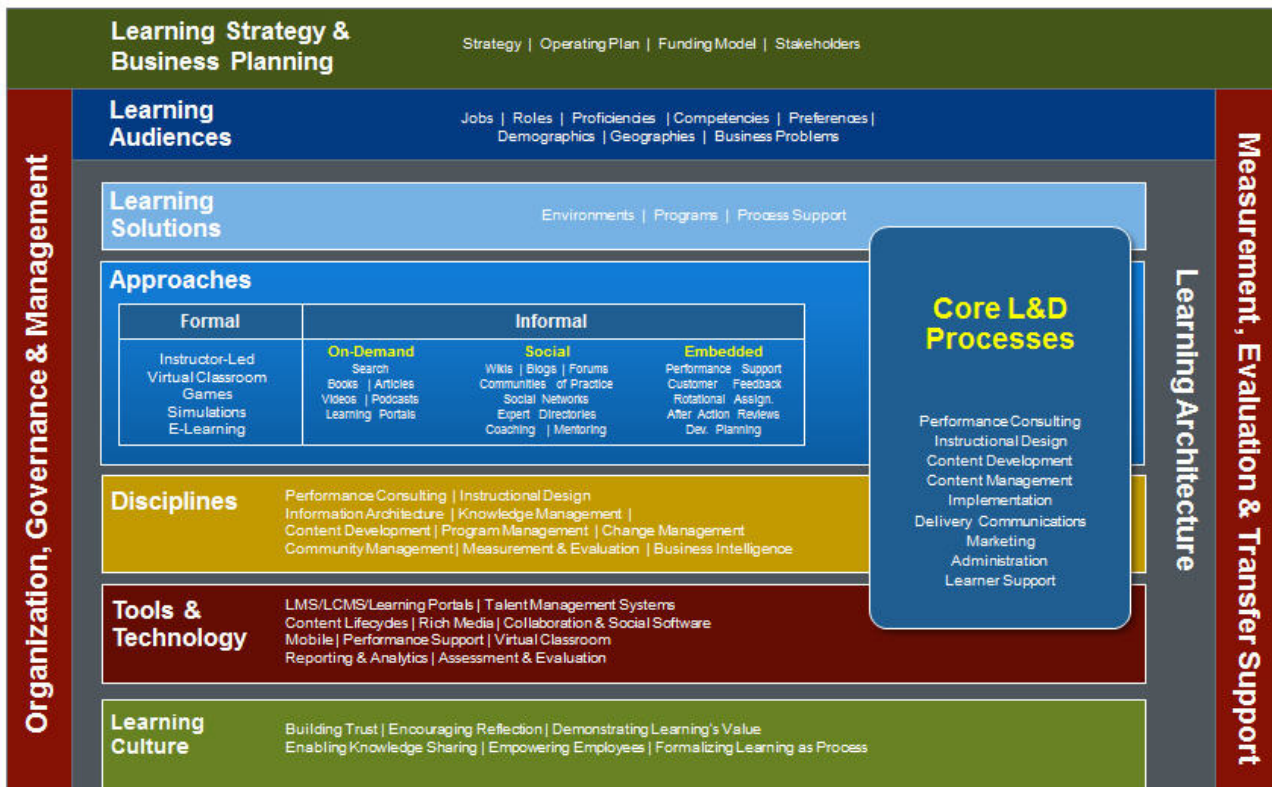 Learning Strategy &
Business Planning
Strategy | Operating Plan | Funding Model | Stakeholders
Organization, Governance & Management
Learning
Audiences
Jobs | Roles | Proficiencies | Competencies | Preferences |
Demographics | Geographies | Business Problems
Learning
Solutions
Environments | Programs | Process Support
Approaches
Formal
Instructor-Led
Virtual Classroom
Games
Simulations
E-Learning
Informal
On-Demand
Search
Books | Articles
Videos | Podcasts
Learning Portals
Social
Wikis | Blogs | Forums
Communities of Practice
Social Networks
Expert Directories
Coaching | Mentoring
Embedded
Performance Support
Customer Feedback
Rotational Assign.
After Action Reviews
Dev. Planning
Disciplines
Performance Consulting | Instructional Design
Information Architecture | Knowledge Management |
Content Development | Program Management | Change Management
Community Management | Measurement & Evaluation | Business Intelligence
Tools &
Technology
LMS/LCMS/Learning Portals | Talent Management Systems
Content Lifecycles | Rich Media | Collaboration & Social Software
Mobile | Performance Support | Virtual Classroom
Reporting & Analytics | Assessment & Evaluation
Learning
Culture
Building Trust | Encouraging Reflection | Demonstrating Learning's Value
Enabling Knowledge Sharing | Empowering Employees | Formalizing Learning as Process
Core L&D
Processes
Performance Consulting
Instructional Design
Content Development
Content Management
Implementation
Delivery Communications
Marketing
Administration
Learner Support
Learning Architecture
Measurement, Evaluation & Transfer Support